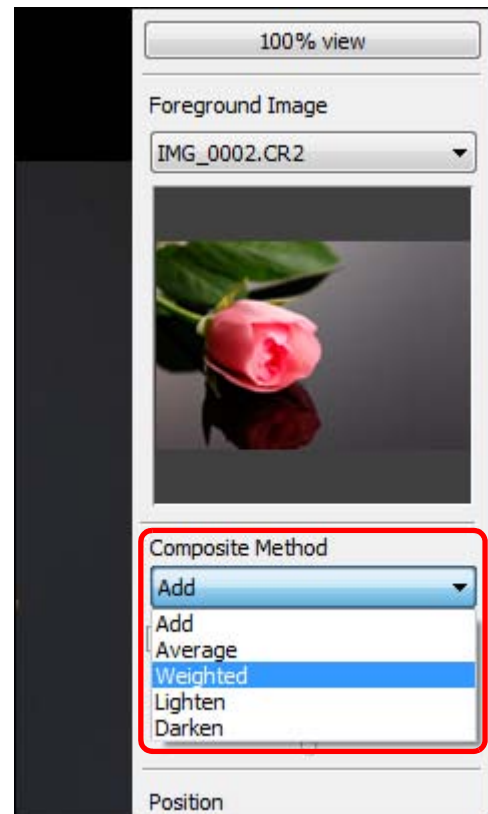 100% view
Foreground Image
IMG_0002.CR2
Composite Method
Add
Add
Average
Weighted
Lighten
Darken
Position